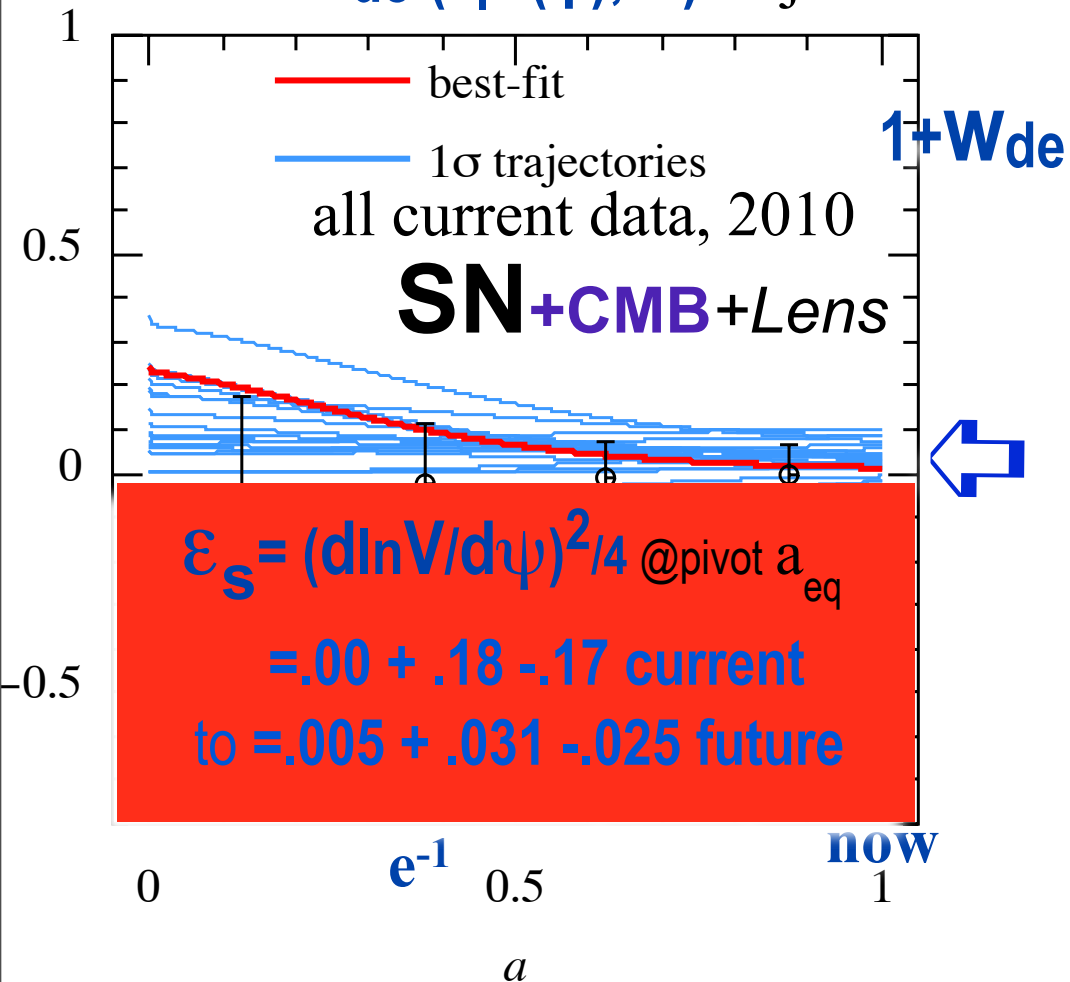 1
best-fit
1+Wde
1σ trajectories
all current data, 2010
0.5
SN+CMB+Lens
0
εs= (dlnV/dψ)²/4 @pivot aeq
=.00 + .18 -.17 current
-0.5
to =.005 + .031 -.025 future
now
e⁻¹
0 0.5 1
a